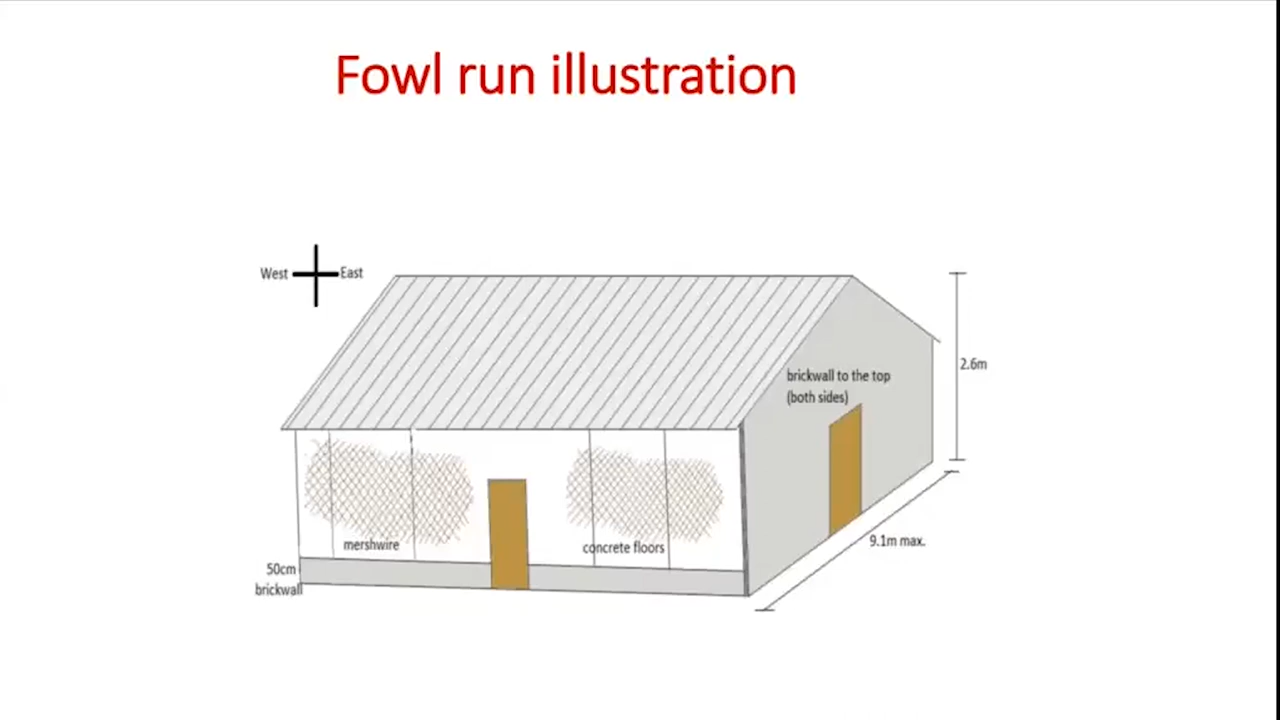 Fowl run illustration
West East
brickwall to the top
(both sides)
2.6m
mershwire
concrete floors
9.1m max.
50cm
brickwall